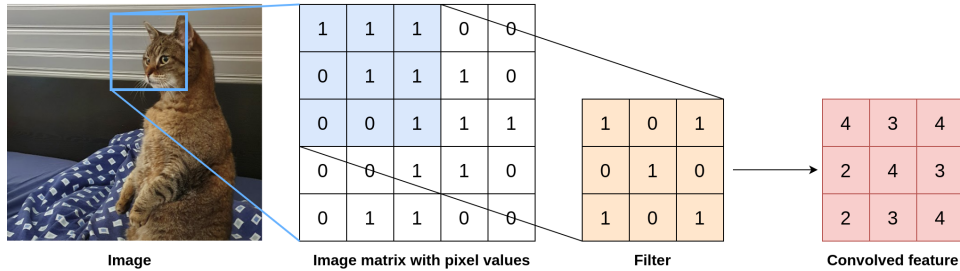 1 1 1 0 0
0 1 1 1 0
0 0 1 1 1
0 0 1 1 0
0 1 1 0 0
1 0 1
0 1 0
1 0 1
4 3 4
2 4 3
2 3 4
Image
Image matrix with pixel values
Filter
Convolved feature